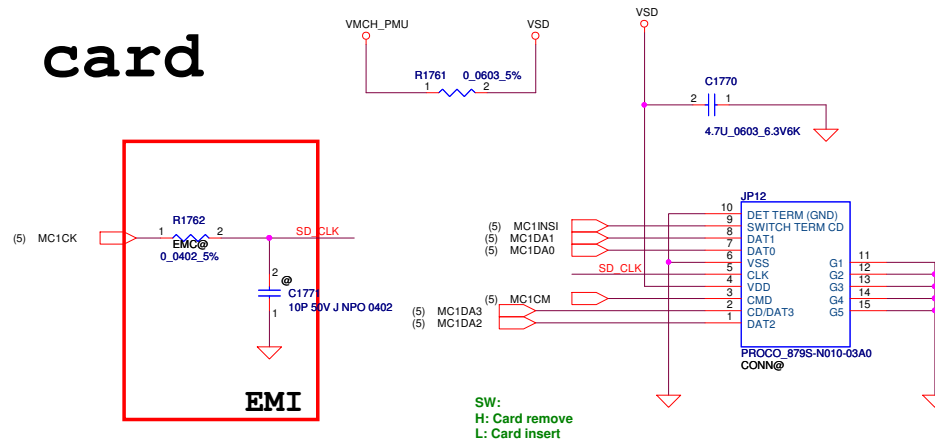 card
VMCH_PMU
VSD
VSD
R1761
0_0603_5%
1
2
C1770
2
1
4.7U_0603_6.3V6K
R1762
(5) MC1CK
1
2
EMC@
0_0402_5%
SD_CLK
2
@
C1771
10P 50V J NPO 0402
1
EMI
JP12
10 DET TERM (GND)
(5) MC1INSI
9 SWITCH TERM CD
(5) MC1DA1
8 DAT1
(5) MC1DA0
7 DAT0
6 VSS
G1 11
SD_CLK
5 CLK
G2 12
4 VDD
G3 13
(5) MC1CM
3 CMD
G4 14
(5) MC1DA3
2 CD/DAT3
G5 15
(5) MC1DA2
1 DAT2
PROCO_879S-N010-03A0
CONN@
SW:
H: Card remove
L: Card insert